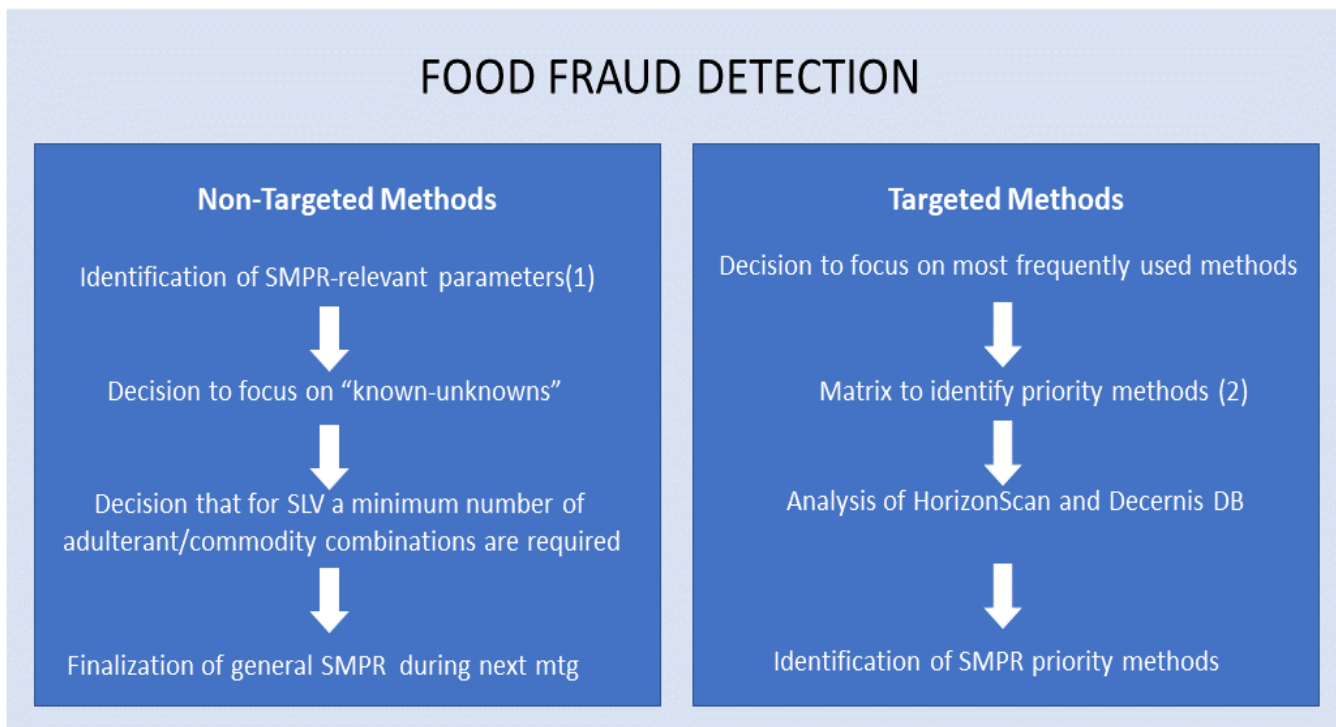 FOOD FRAUD DETECTION
Non-Targeted Methods
Identification of SMPR-relevant parameters(1)
Decision to focus on “known-unknowns”
Decision that for SLV a minimum number of
adulterant/commodity combinations are required
Finalization of general SMPR during next mtg
Targeted Methods
Decision to focus on most frequently used methods
Matrix to identify priority methods (2)
Analysis of HorizonScan and Decernis DB
Identification of SMPR priority methods